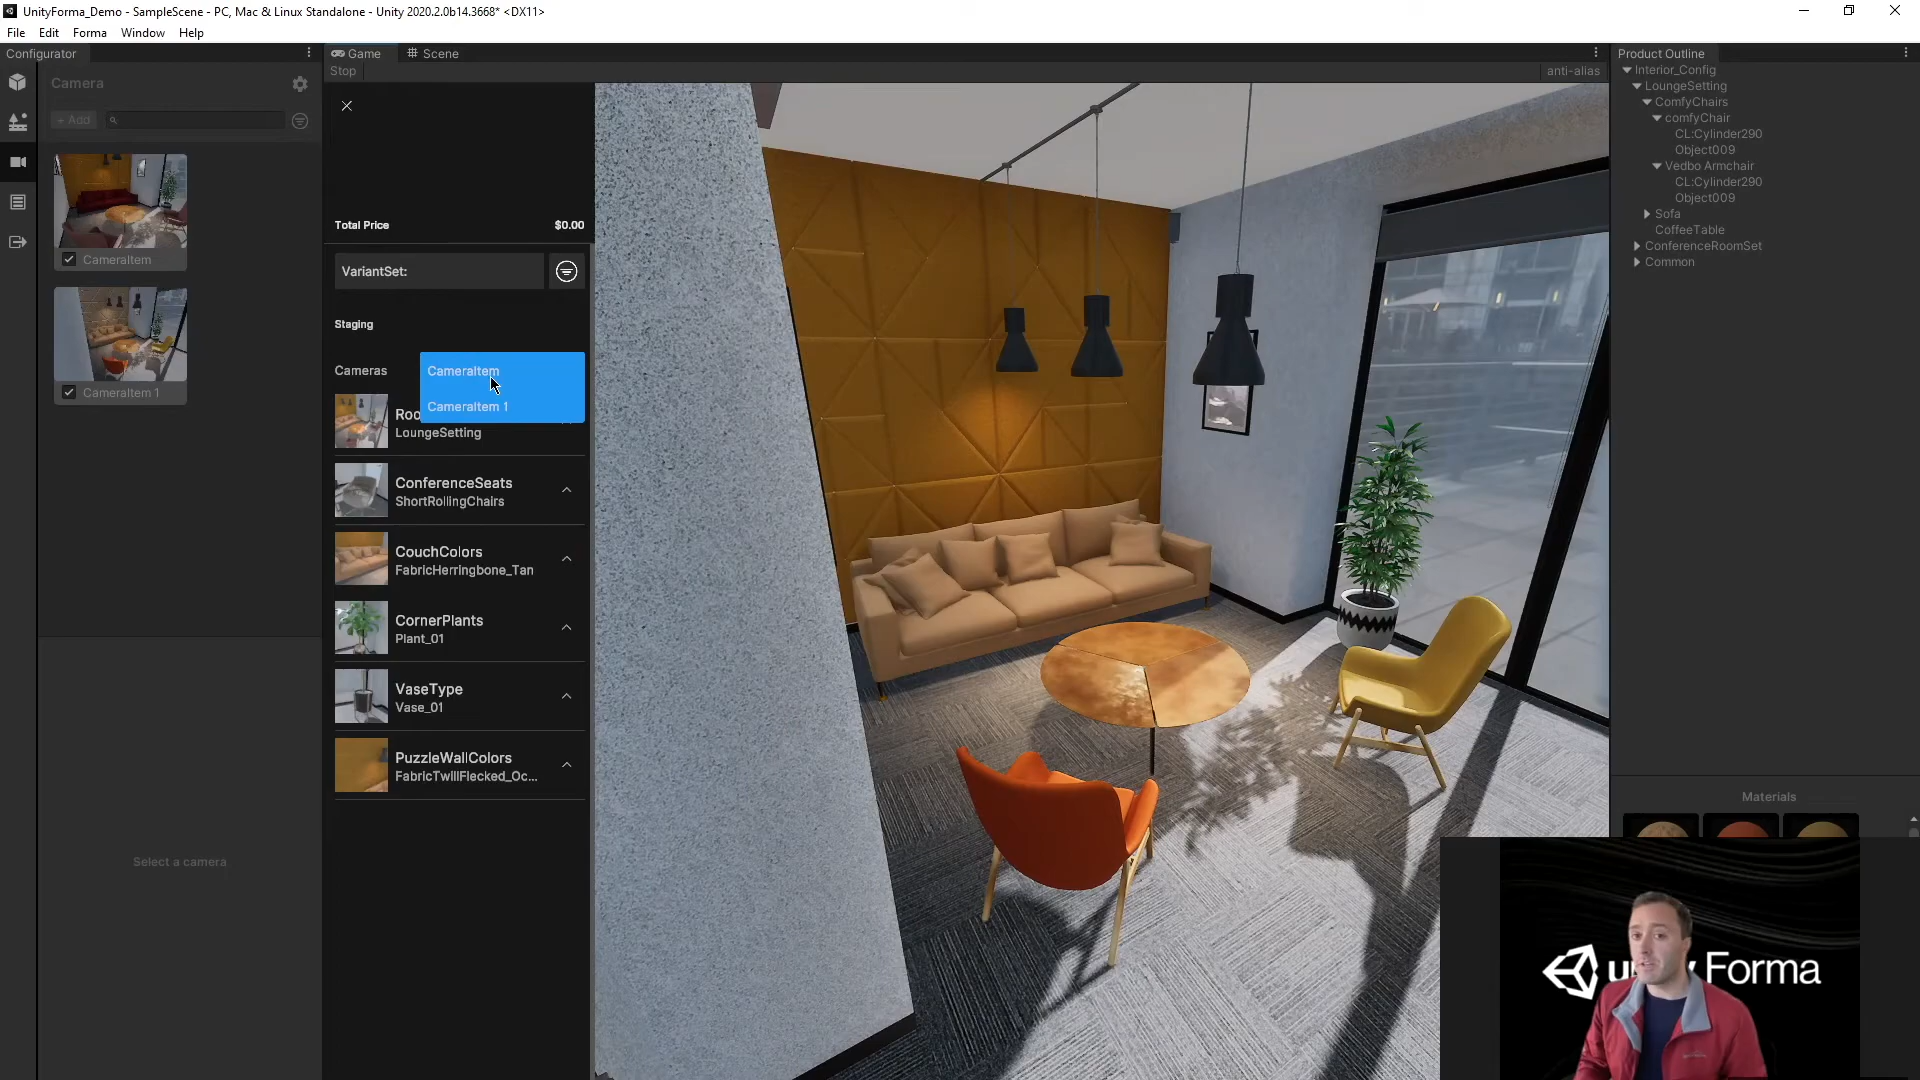 UnityForma_Demo - SampleScene - PC, Mac & Linux Standalone - Unity 2020.2.0b14.3668* <DX11>
File Edit Forma Window Help
Configurator
Camera
+ Add
CameraItem
CameraItem 1
Select a camera
Game
Scene
Stop
anti-alias
Total Price $0.00
VariantSet:
Staging
Cameras
CameraItem
CameraItem 1
Roo
LoungeSetting
ConferenceSeats
ShortRollingChairs
CouchColors
FabricHerringbone_Tan
CornerPlants
Plant_01
VaseType
Vase_01
PuzzleWallColors
FabricTwillFlecked_Oc...
Product Outline
Interior_Config
LoungeSetting
ComfyChairs
comfyChair
CL:Cylinder290
Object009
Vedbo Armchair
CL:Cylinder290
Object009
Sofa
CoffeeTable
ConferenceRoomSet
Common
Materials
Forma